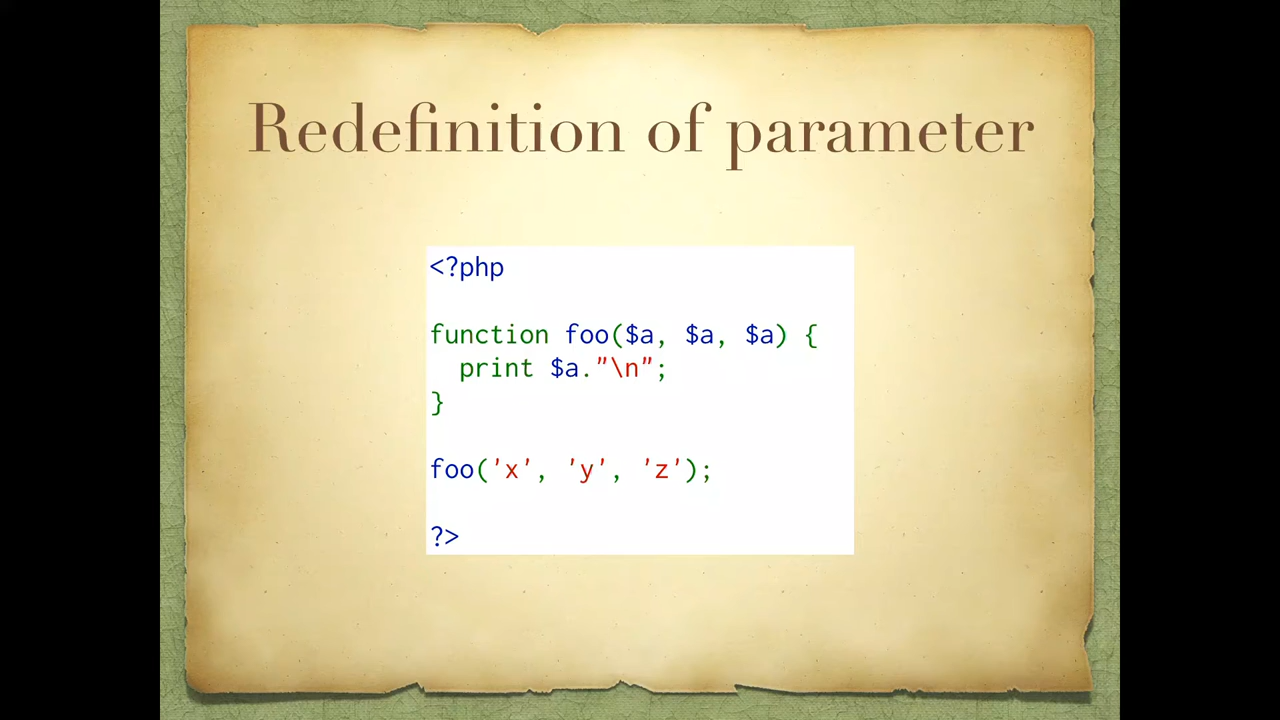 Redefinition of parameter
<?php
function foo($a, $a, $a) {
  print $a."\n";
}
foo('x', 'y', 'z');
?>